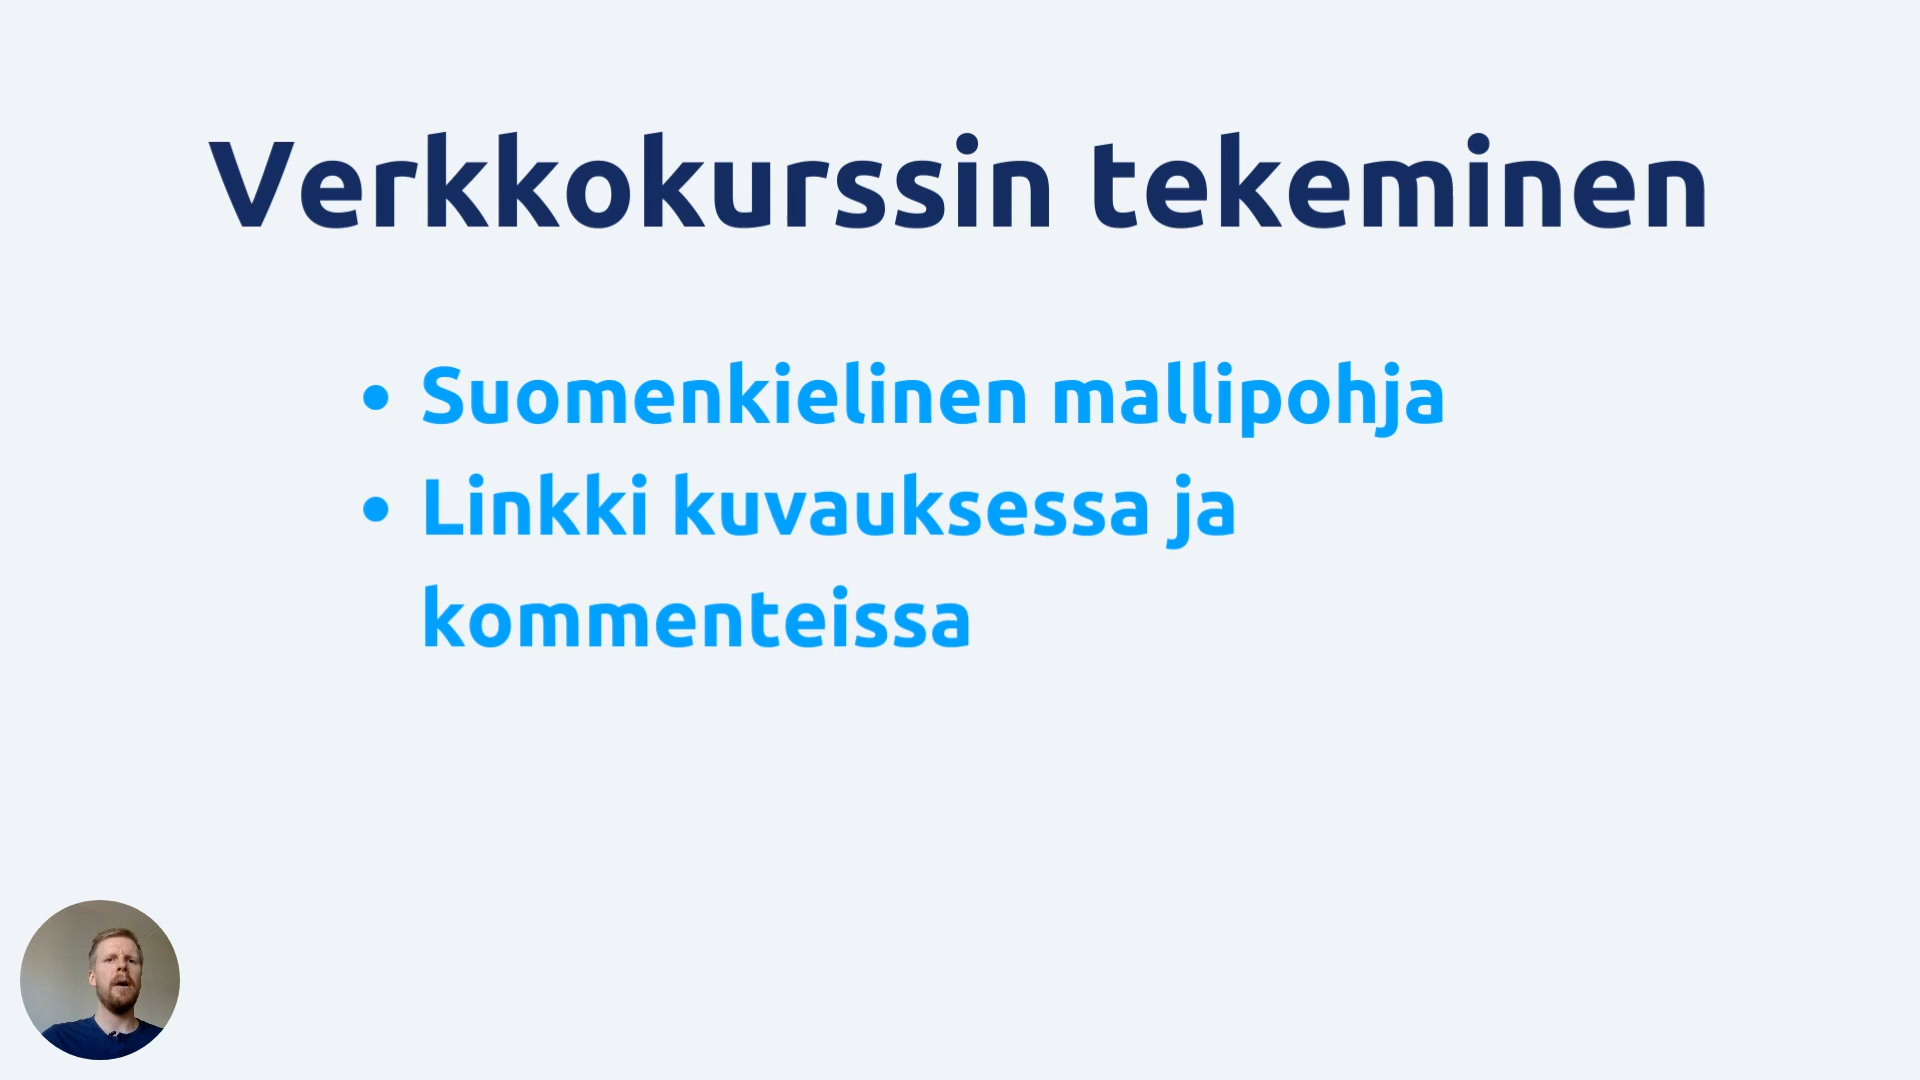 Verkkokurssin tekeminen
• Suomenkielinen mallipohja
• Linkki kuvauksessa ja
kommenteissa